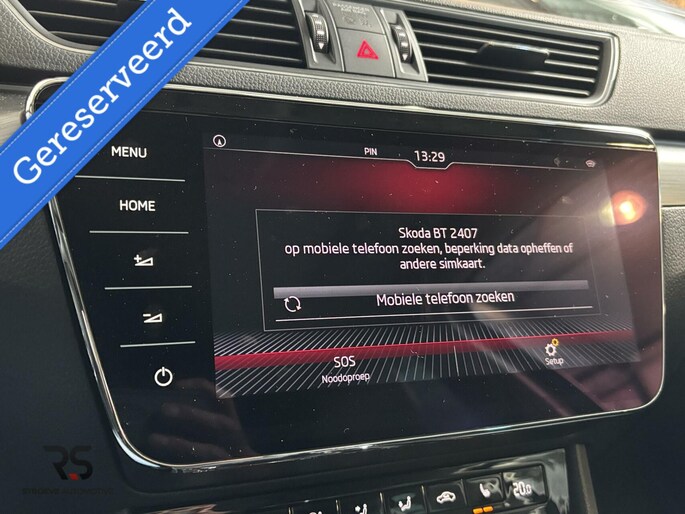 Gereserveerd
MENU
HOME
PIN
13:29
Skoda BT 2407
op mobiele telefoon zoeken, beperking data opheffen of
andere simkaart.
Mobiele telefoon zoeken
SOS
Noodoproep
Setup
RS
20.0